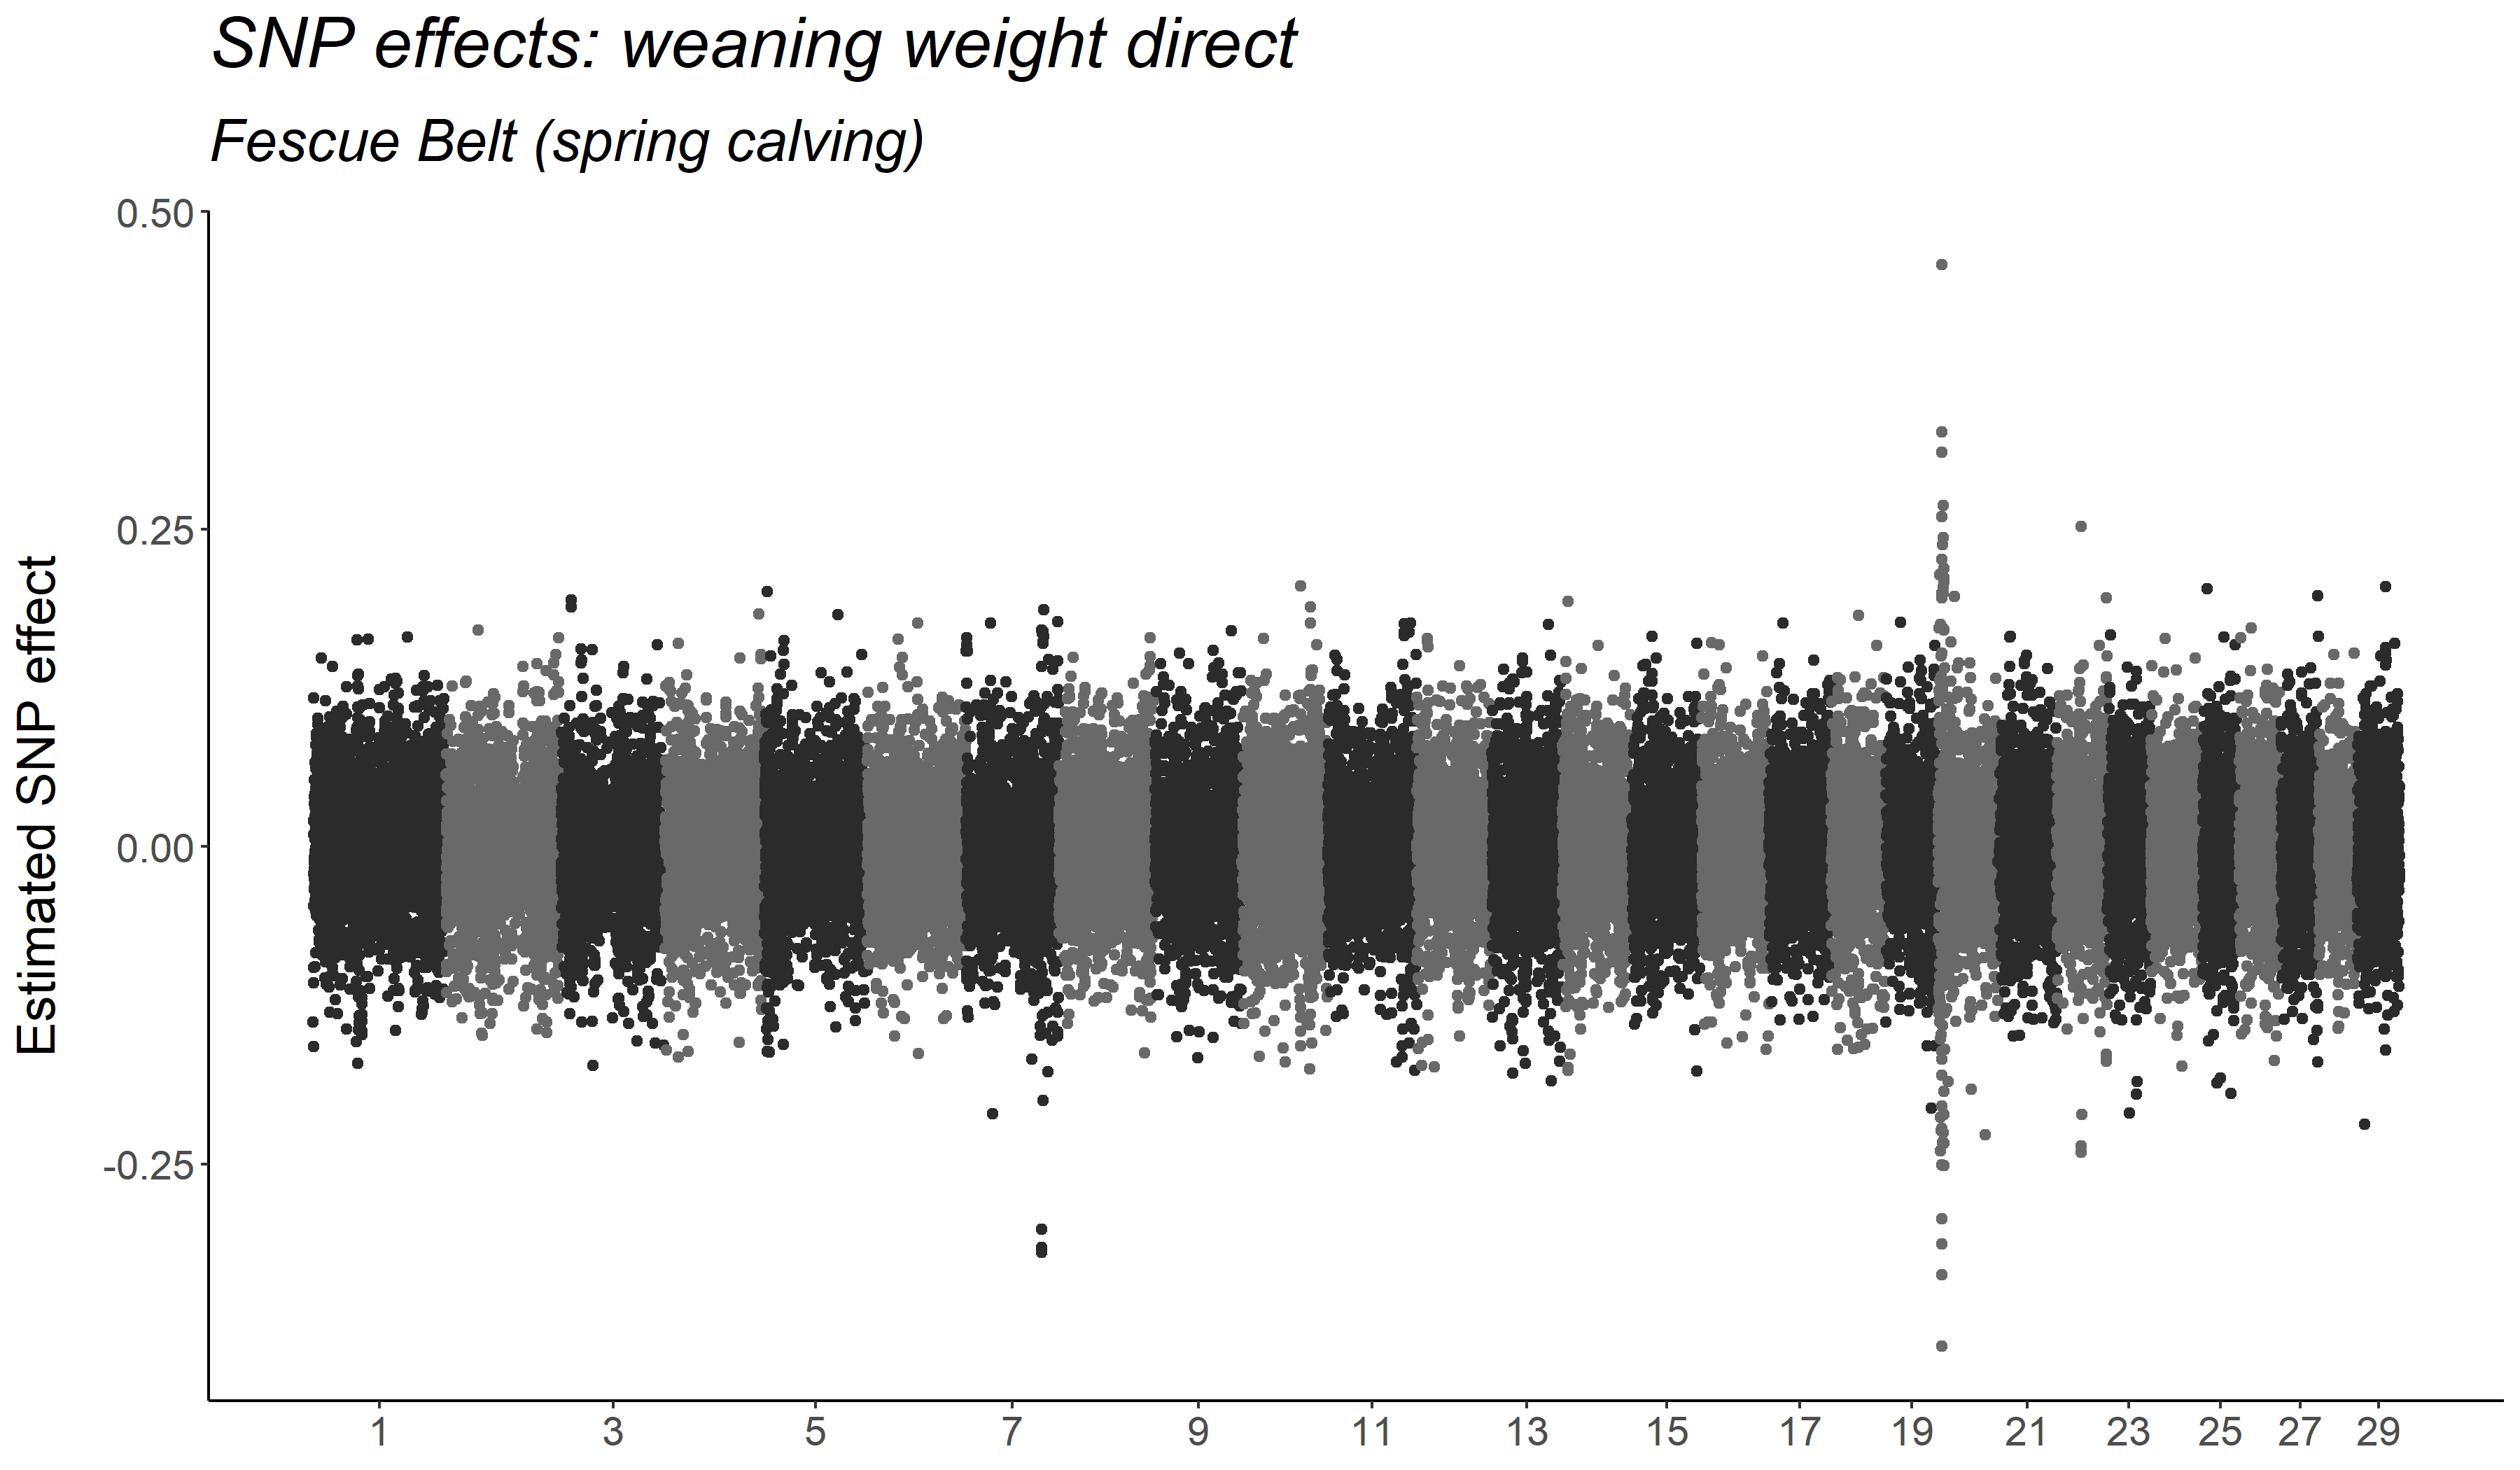 SNP effects: weaning weight direct
Fescue Belt (spring calving)
Estimated SNP effect
0.50
0.25
0.00
-0.25
1 3 5 7 9 11 13 15 17 19 21 23 25 27 29